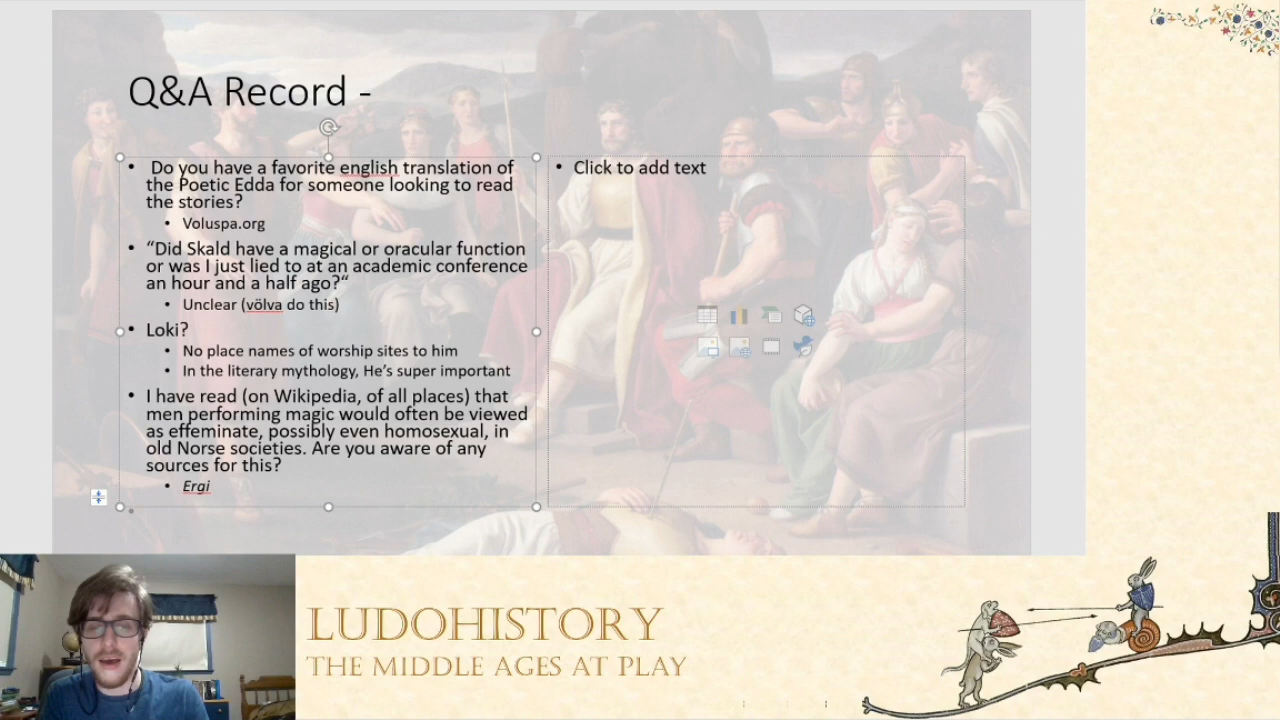 Q&A Record -
• Do you have a favorite english translation of
the Poetic Edda for someone looking to read
the stories?
• Voluspa.org
• “Did Skald have a magical or oracular function
or was I just lied to at an academic conference
an hour and a half ago?“
• Unclear (völva do this)
• Loki?
• No place names of worship sites to him
• In the literary mythology, He’s super important
• I have read (on Wikipedia, of all places) that
men performing magic would often be viewed
as effeminate, possibly even homosexual, in
old Norse societies. Are you aware of any
sources for this?
• Ergi
• Click to add text
LUDOHISTORY
THE MIDDLE AGES AT PLAY